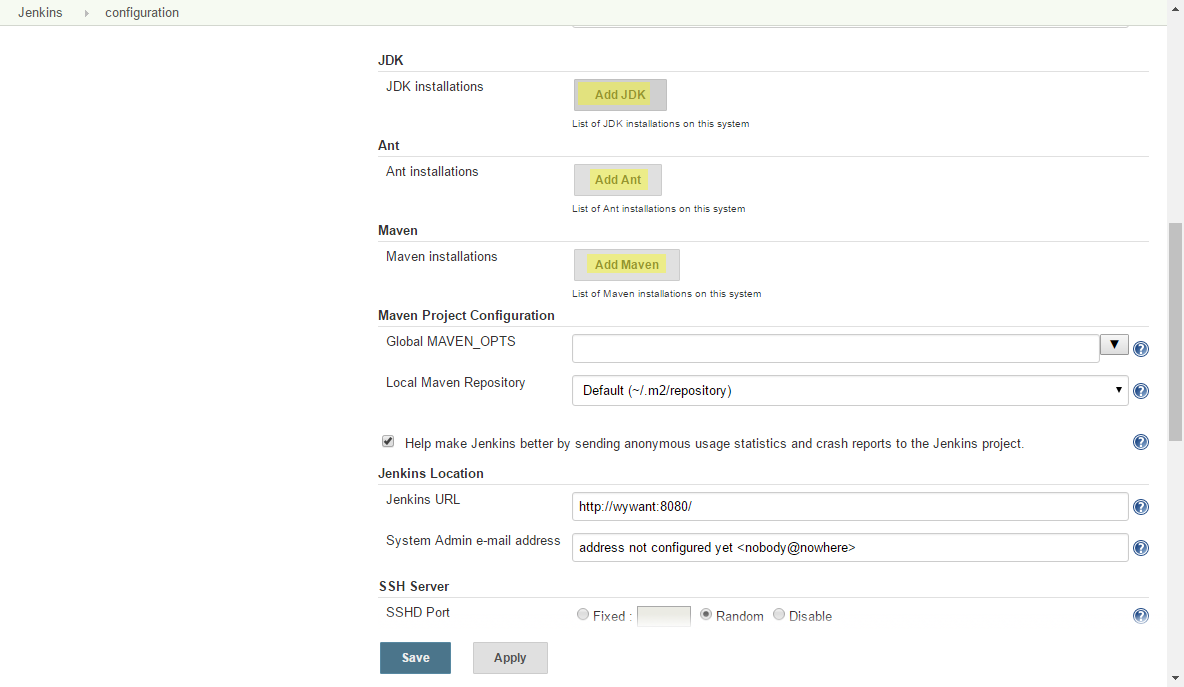 Jenkins configuration
JDK
JDK installations
Add JDK
List of JDK installations on this system
Ant
Ant installations
Add Ant
List of Ant installations on this system
Maven
Maven installations
Add Maven
List of Maven installations on this system
Maven Project Configuration
Global MAVEN_OPTS
Local Maven Repository Default (~/.m2/repository)
Help make Jenkins better by sending anonymous usage statistics and crash reports to the Jenkins project.
Jenkins Location
Jenkins URL http://wywant:8080/
System Admin e-mail address address not configured yet <nobody@nowhere>
SSH Server
SSHD Port Fixed : Random Disable
Save Apply